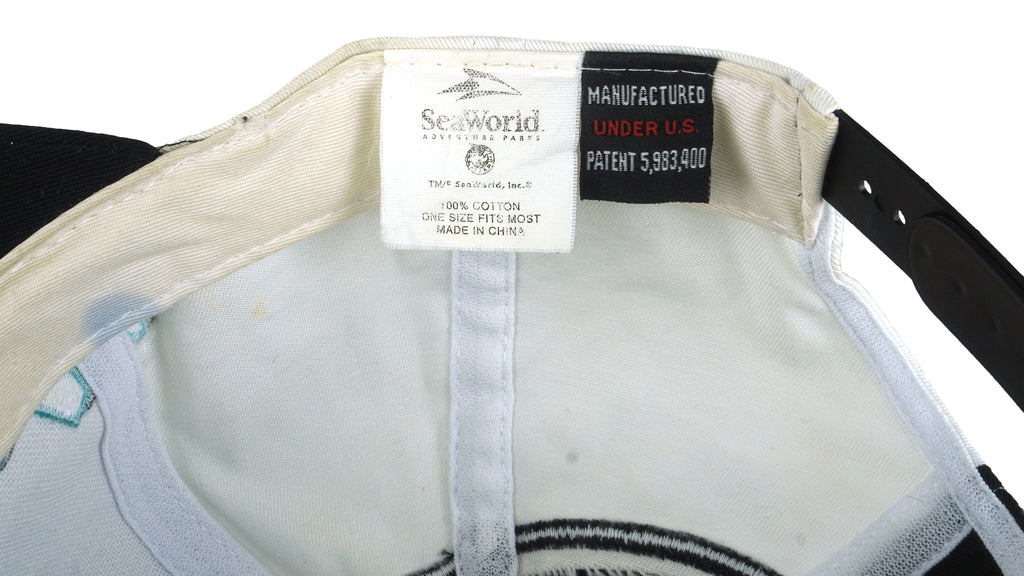 SeaWorld.
ADVENTURE PARKS
TM/© SeaWorld, Inc.®
100% COTTON
ONE SIZE FITS MOST
MADE IN CHINA
MANUFACTURED
UNDER U.S.
PATENT 5,983,400